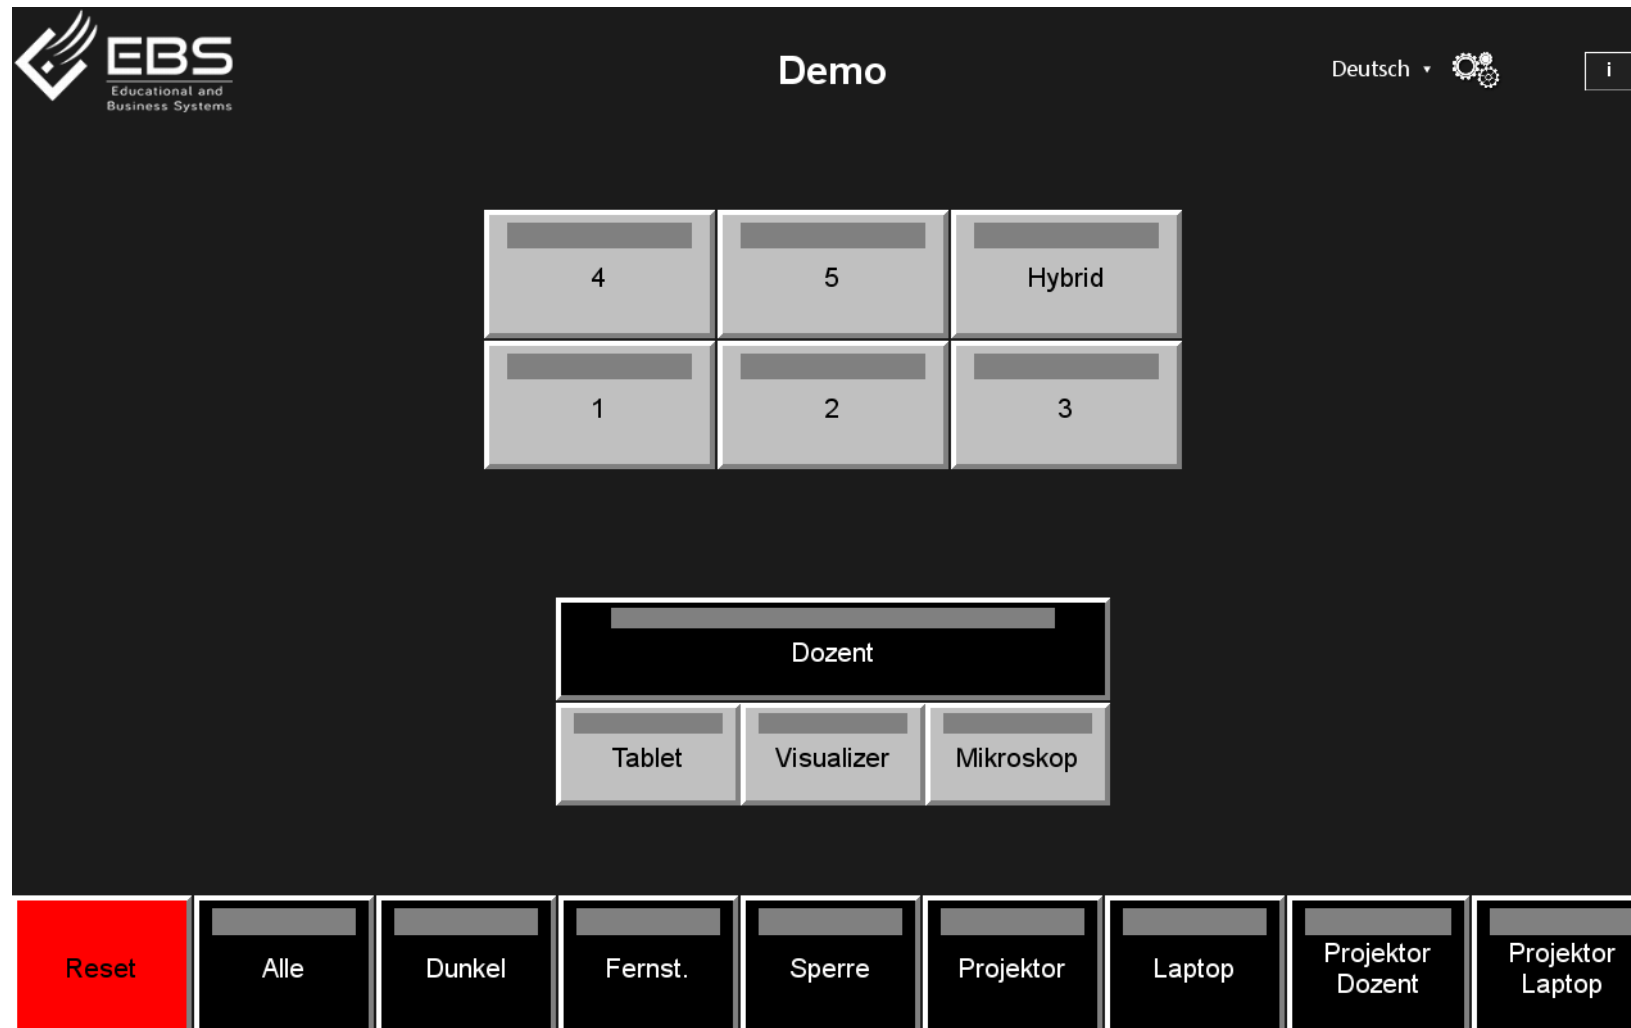 EBS
Educational and
Business Systems
Demo
Deutsch
i
4
5
Hybrid
1
2
3
Dozent
Tablet
Visualizer
Mikroskop
Reset
Alle
Dunkel
Fernst.
Sperre
Projektor
Laptop
Projektor
Dozent
Projektor
Laptop